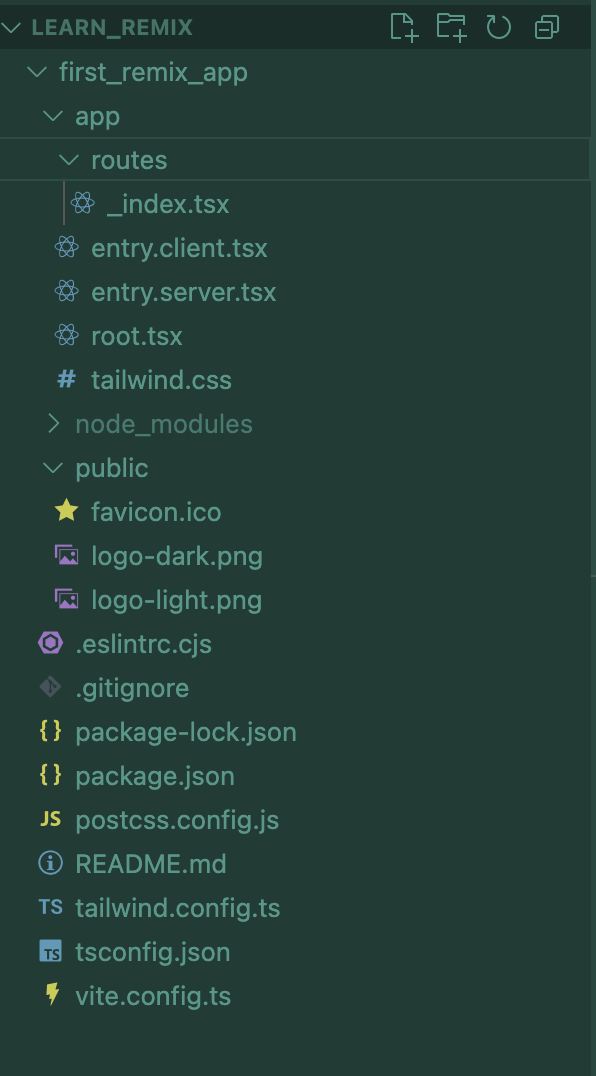 LEARN_REMIX
first_remix_app
app
routes
_index.tsx
entry.client.tsx
entry.server.tsx
root.tsx
# tailwind.css
node_modules
public
favicon.ico
logo-dark.png
logo-light.png
.eslintrc.cjs
.gitignore
{} package-lock.json
{} package.json
JS postcss.config.js
README.md
TS tailwind.config.ts
TS tsconfig.json
vite.config.ts